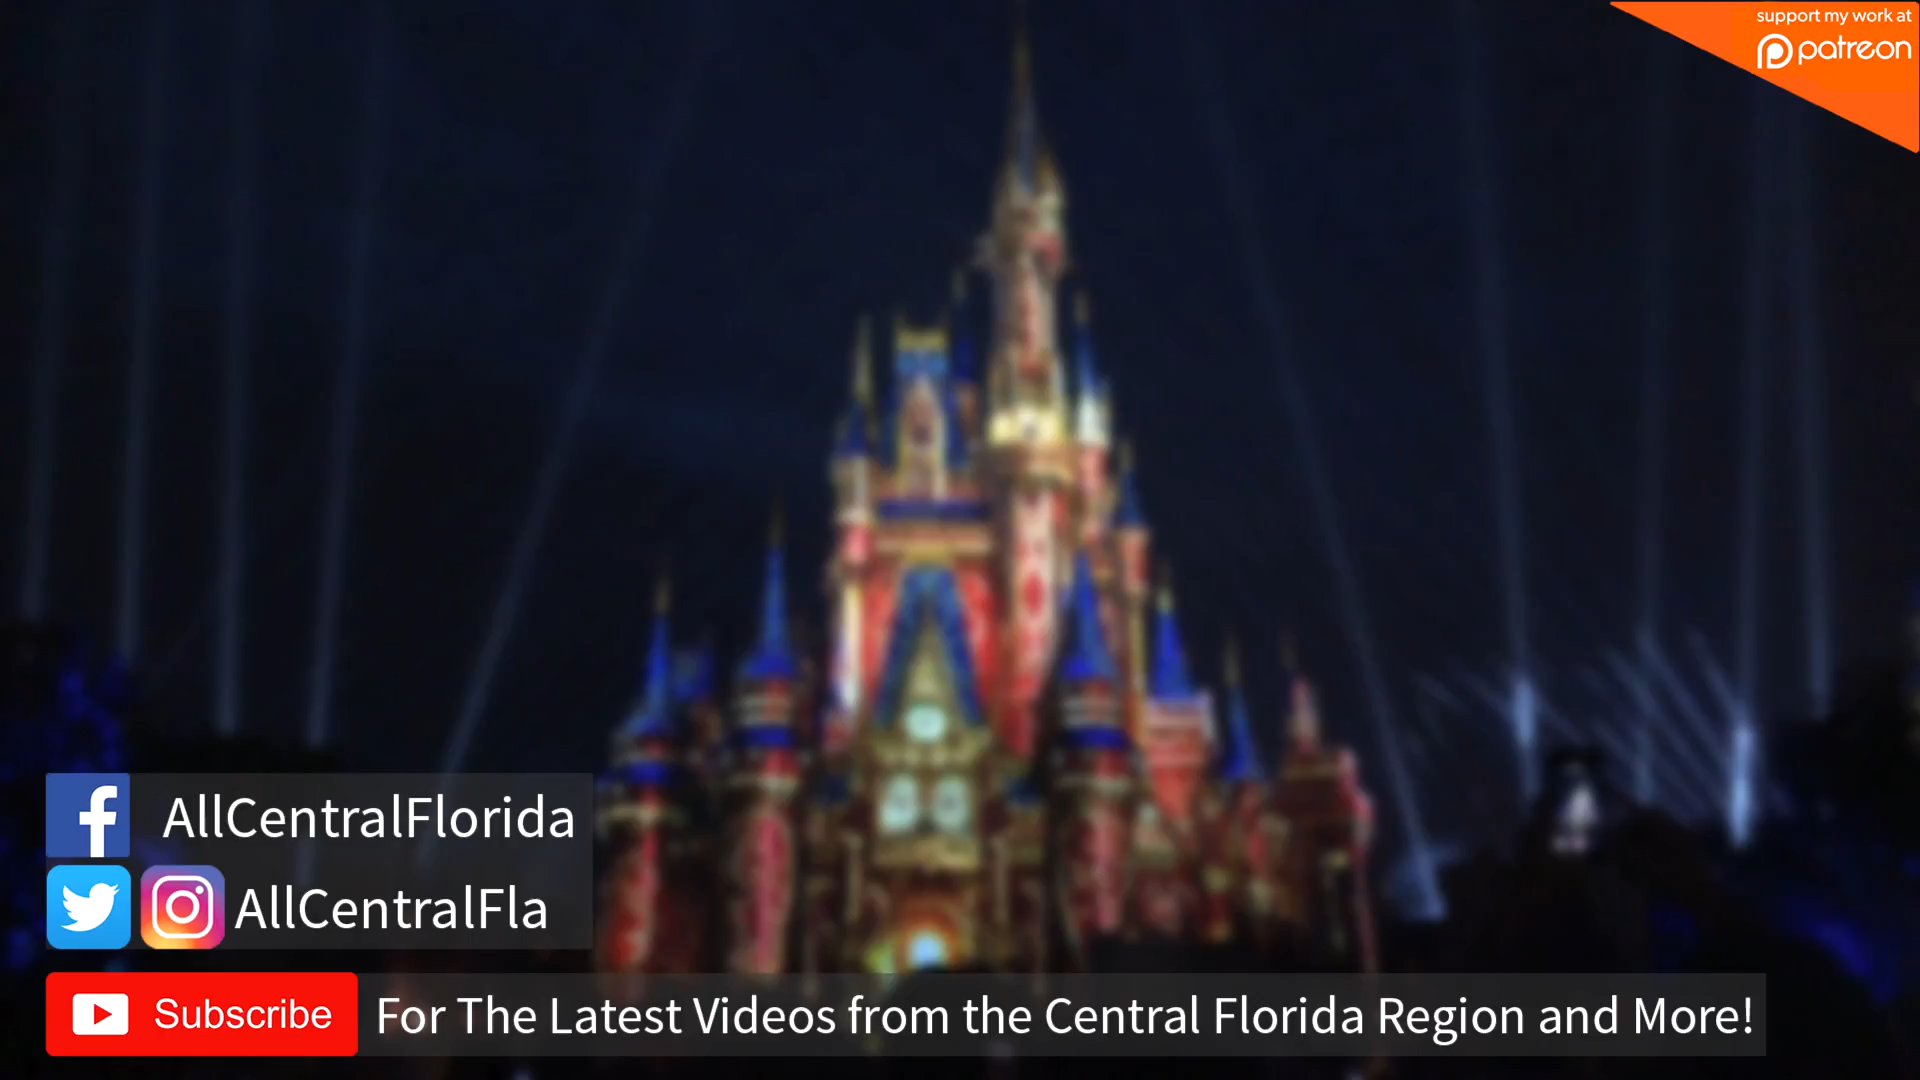 support my work at
patreon
AllCentralFlorida
AllCentralFla
Subscribe For The Latest Videos from the Central Florida Region and More!